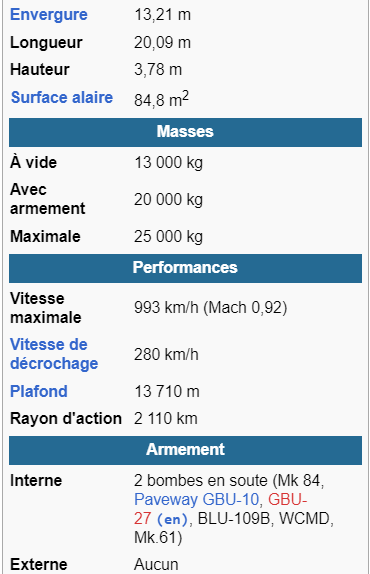 Envergure 13,21 m
Longueur 20,09 m
Hauteur 3,78 m
Surface alaire 84,8 m²
Masses
À vide 13 000 kg
Avec
armement 20 000 kg
Maximale 25 000 kg
Performances
Vitesse
maximale 993 km/h (Mach 0,92)
Vitesse de
décrochage 280 km/h
Plafond 13 710 m
Rayon d'action 2 110 km
Armement
Interne 2 bombes en soute (Mk 84,
Paveway GBU-10, GBU-
27 (en), BLU-109B, WCMD,
Mk.61)
Externe Aucun